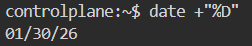 controlplane:~$ date +"%D"
01/30/26